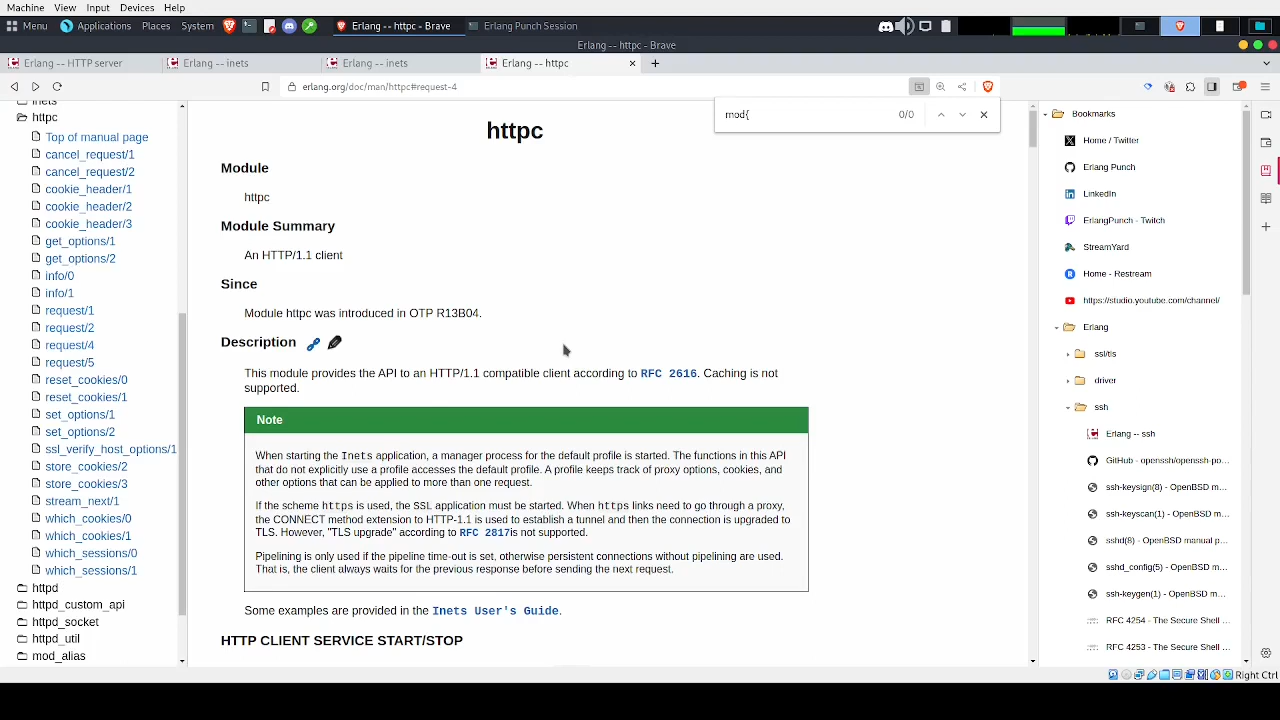 Machine View Input Devices Help
Menu Applications Places System Erlang -- httpc - Brave Erlang Punch Session
Erlang -- httpc - Brave
Erlang -- HTTP server Erlang -- inets Erlang -- inets Erlang -- httpc
erlang.org/doc/man/httpc#request-4
mod{ 0/0
inets
httpc
Top of manual page
cancel_request/1
cancel_request/2
cookie_header/1
cookie_header/2
cookie_header/3
get_options/1
get_options/2
info/0
info/1
request/1
request/2
request/4
request/5
reset_cookies/0
reset_cookies/1
set_options/1
set_options/2
ssl_verify_host_options/1
store_cookies/2
store_cookies/3
stream_next/1
which_cookies/0
which_cookies/1
which_sessions/0
which_sessions/1
httpd
httpd_custom_api
httpd_socket
httpd_util
mod_alias
httpc
Module
httpc
Module Summary
An HTTP/1.1 client
Since
Module httpc was introduced in OTP R13B04.
Description
This module provides the API to an HTTP/1.1 compatible client according to RFC 2616. Caching is not
supported.
Note
When starting the Inets application, a manager process for the default profile is started. The functions in this API
that do not explicitly use a profile accesses the default profile. A profile keeps track of proxy options, cookies, and
other options that can be applied to more than one request.
If the scheme https is used, the SSL application must be started. When https links need to go through a proxy,
the CONNECT method extension to HTTP-1.1 is used to establish a tunnel and then the connection is upgraded to
TLS. However, "TLS upgrade" according to RFC 2817is not supported.
Pipelining is only used if the pipeline time-out is set, otherwise persistent connections without pipelining are used.
That is, the client always waits for the previous response before sending the next request.
Some examples are provided in the Inets User's Guide.
HTTP CLIENT SERVICE START/STOP
Bookmarks
Home / Twitter
Erlang Punch
LinkedIn
ErlangPunch - Twitch
StreamYard
Home - Restream
https://studio.youtube.com/channel/
Erlang
ssl/tls
driver
ssh
Erlang -- ssh
GitHub - openssh/openssh-po...
ssh-keysign(8) - OpenBSD m...
ssh-keyscan(1) - OpenBSD m...
sshd(8) - OpenBSD manual p...
sshd_config(5) - OpenBSD m...
ssh-keygen(1) - OpenBSD m...
RFC 4254 - The Secure Shell ...
RFC 4253 - The Secure Shell ...
Right Ctrl